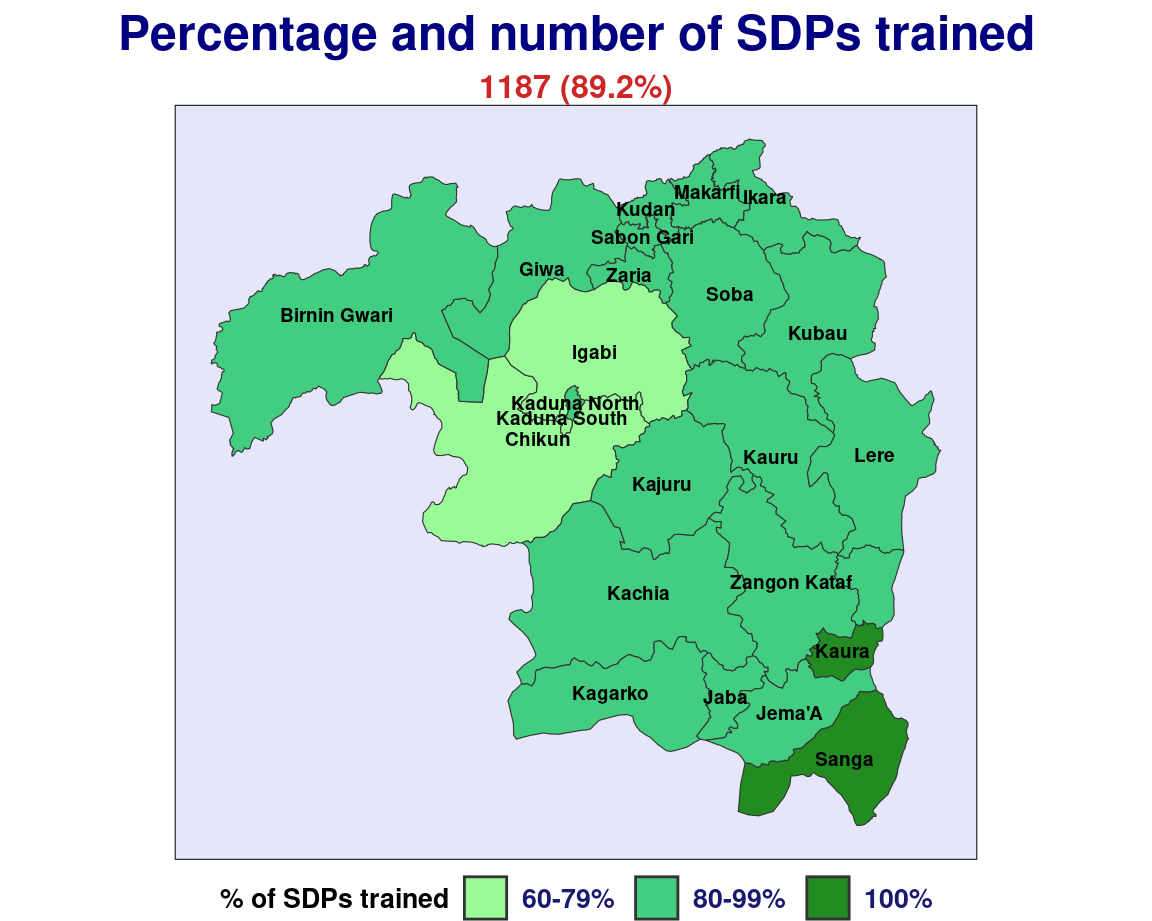 Percentage and number of SDPs trained
1187 (89.2%)
Makarfi
Ikara
Kudan
Sabon Gari
Giwa
Zaria
Soba
Birnin Gwari
Kubau
Igabi
Kaduna North
Kaduna South
Chikun
Kauru
Lere
Kajuru
Zangon Kataf
Kachia
Kaura
Kagarko
Jaba
Jema'A
Sanga
% of SDPs trained 60-79% 80-99% 100%